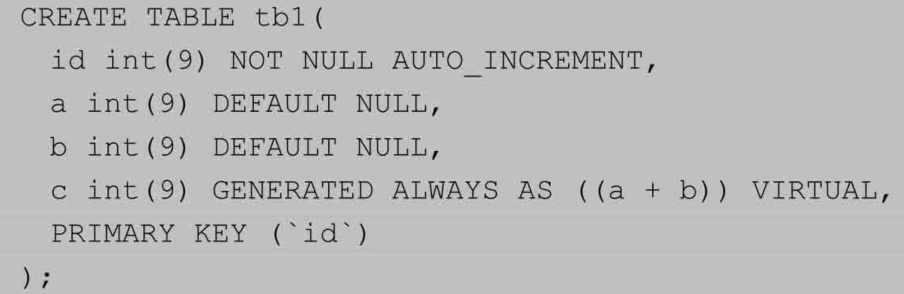 CREATE TABLE tb1(
id int(9) NOT NULL AUTO_INCREMENT,
a int(9) DEFAULT NULL,
b int(9) DEFAULT NULL,
c int(9) GENERATED ALWAYS AS ((a + b)) VIRTUAL,
PRIMARY KEY (`id`)
);